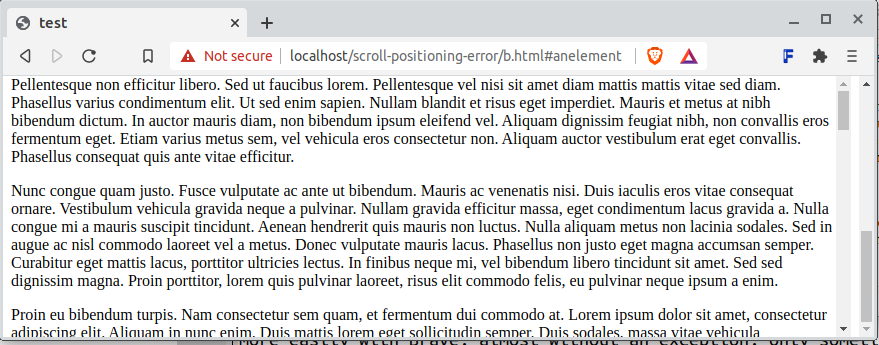 test
Not secure
localhost/scroll-positioning-error/b.html#anelement
Pellentesque non efficitur libero. Sed ut faucibus lorem. Pellentesque vel nisi sit amet diam mattis mattis vitae sed diam.
Phasellus varius condimentum elit. Ut sed enim sapien. Nullam blandit et risus eget imperdiet. Mauris et metus at nibh
bibendum dictum. In auctor mauris diam, non bibendum ipsum eleifend vel. Aliquam dignissim feugiat nibh, non convallis eros
fermentum eget. Etiam varius metus sem, vel vehicula eros consectetur non. Aliquam auctor vestibulum erat eget convallis.
Phasellus consequat quis ante vitae efficitur.
Nunc congue quam justo. Fusce vulputate ac ante ut bibendum. Mauris ac venenatis nisi. Duis iaculis eros vitae consequat
ornare. Vestibulum vehicula gravida neque a pulvinar. Nullam gravida efficitur massa, eget condimentum lacus gravida a. Nulla
congue mi a mauris suscipit tincidunt. Aenean hendrerit quis mauris non luctus. Nulla aliquam metus non lacinia sodales. Sed in
augue ac nisl commodo laoreet vel a metus. Donec vulputate mauris lacus. Phasellus non justo eget magna accumsan semper.
Curabitur eget mattis lacus, porttitor ultricies lectus. In finibus neque mi, vel bibendum libero tincidunt sit amet. Sed sed
dignissim magna. Proin porttitor, lorem quis pulvinar laoreet, risus elit commodo felis, eu pulvinar neque ipsum a enim.
Proin eu bibendum turpis. Nam consectetur sem quam, et fermentum dui commodo at. Lorem ipsum dolor sit amet, consectetur
adipiscing elit. Aliquam in nunc enim. Duis mattis lorem eget sollicitudin semper. Duis sodales, massa vitae vehicula